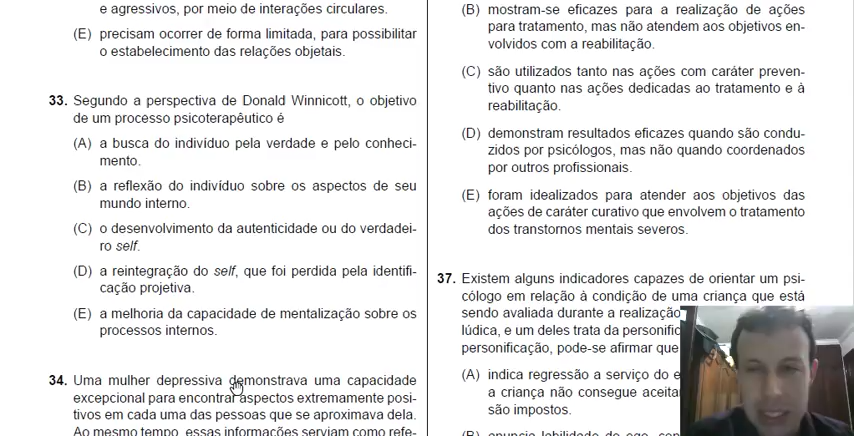 e agressivos, por meio de interações circulares.
(E) precisam ocorrer de forma limitada, para possibilitar
o estabelecimento das relações objetais.
33. Segundo a perspectiva de Donald Winnicott, o objetivo
de um processo psicoterapêutico é
(A) a busca do indivíduo pela verdade e pelo conheci-
mento.
(B) a reflexão do indivíduo sobre os aspectos de seu
mundo interno.
(C) o desenvolvimento da autenticidade ou do verdadei-
ro self.
(D) a reintegração do self, que foi perdida pela identifi-
cação projetiva.
(E) a melhoria da capacidade de mentalização sobre os
processos internos.
34. Uma mulher depressiva demonstrava uma capacidade
excepcional para encontrar aspectos extremamente posi-
tivos em cada uma das pessoas que se aproximava dela.
Ao mesmo tempo, essas informações serviam como refe-
(B) mostram-se eficazes para a realização de ações
para tratamento, mas não atendem aos objetivos en-
volvidos com a reabilitação.
(C) são utilizados tanto nas ações com caráter preven-
tivo quanto nas ações dedicadas ao tratamento e à
reabilitação.
(D) demonstram resultados eficazes quando são condu-
zidos por psicólogos, mas não quando coordenados
por outros profissionais.
(E) foram idealizados para atender aos objetivos das
ações de caráter curativo que envolvem o tratamento
dos transtornos mentais severos.
37. Existem alguns indicadores capazes de orientar um psi-
cólogo em relação à condição de uma criança que está
sendo avaliada durante a realização
lúdica, e um deles trata da personific
personificação, pode-se afirmar que
(A) indica regressão a serviço do e
a criança não consegue aceita
são impostos.
(B) anuncia labilidade do ego, con